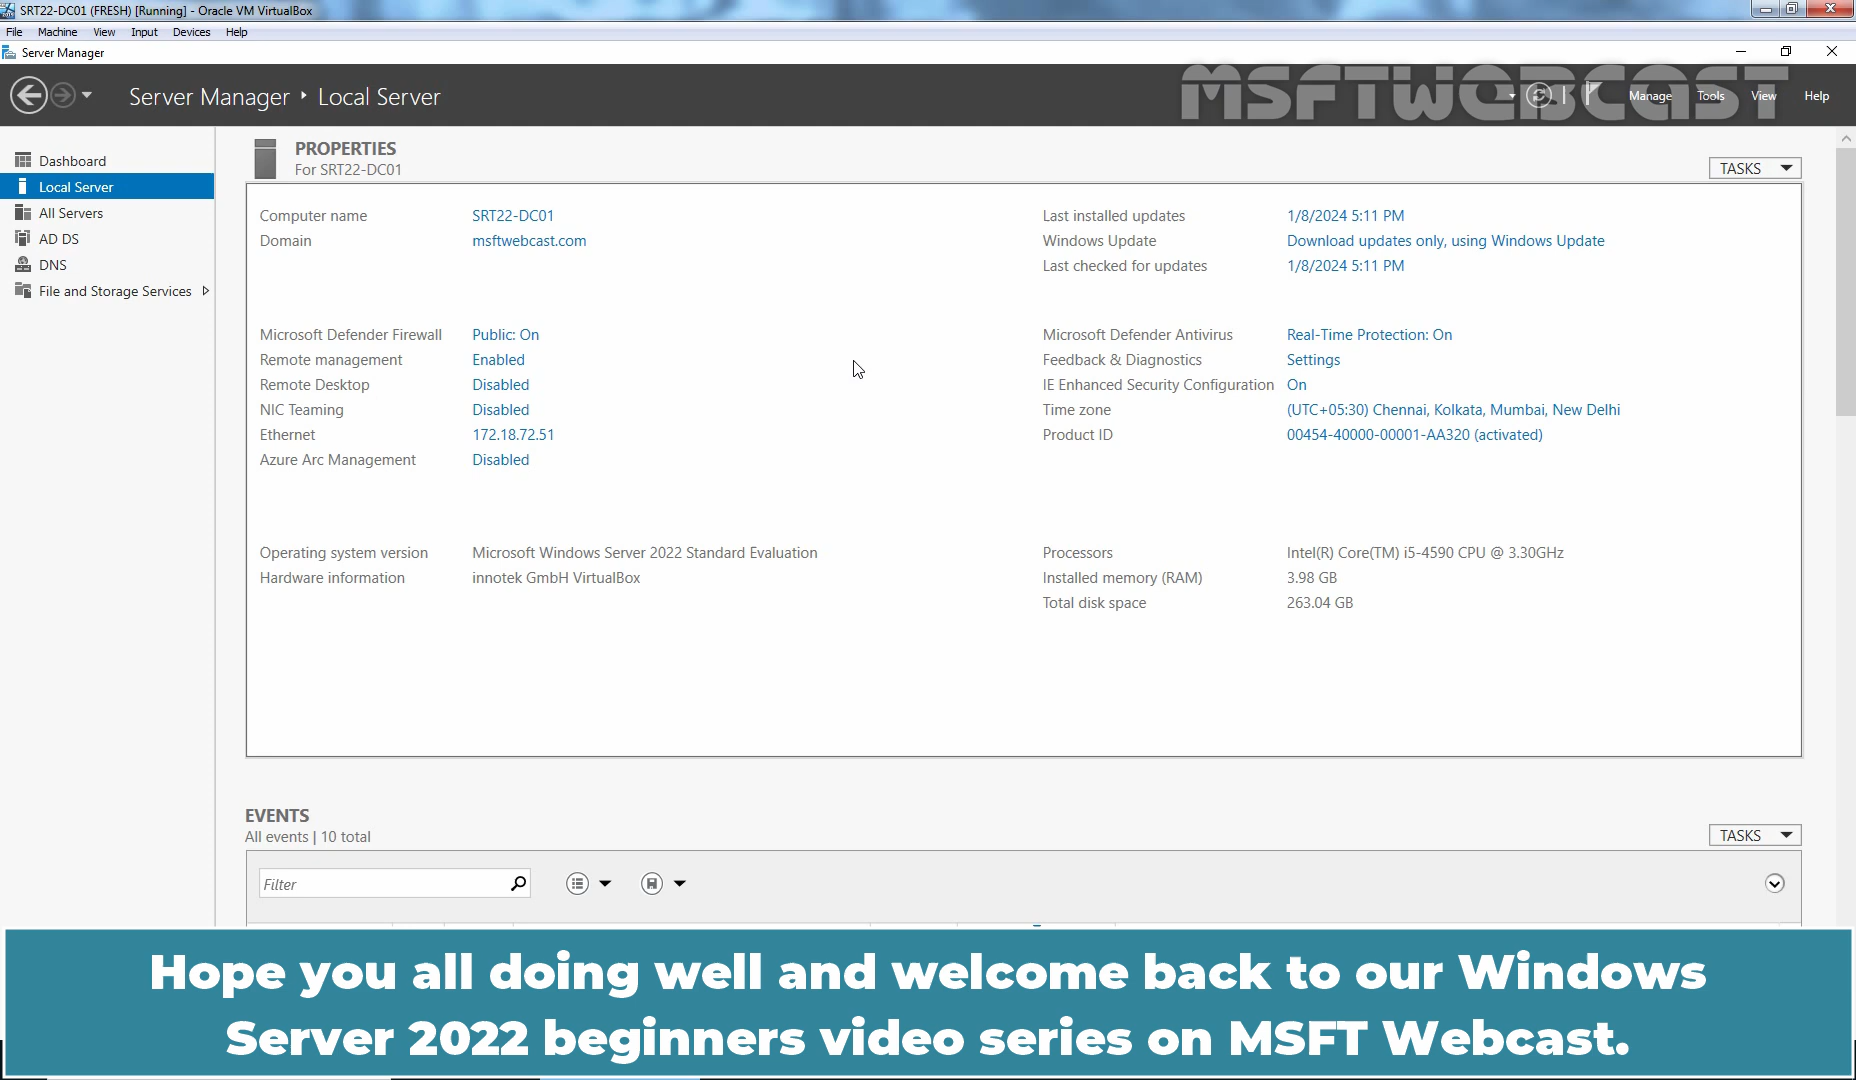 SRT22-DC01 (FRESH) [Running] - Oracle VM VirtualBox
File Machine View Input Devices Help
Server Manager
Server Manager ‣ Local Server
MSFTWEBCAST
Manage Tools View Help
Dashboard
Local Server
All Servers
AD DS
DNS
File and Storage Services
PROPERTIES
For SRT22-DC01
TASKS
Computer name SRT22-DC01
Domain msftwebcast.com
Last installed updates 1/8/2024 5:11 PM
Windows Update Download updates only, using Windows Update
Last checked for updates 1/8/2024 5:11 PM
Microsoft Defender Firewall Public: On
Remote management Enabled
Remote Desktop Disabled
NIC Teaming Disabled
Ethernet 172.18.72.51
Azure Arc Management Disabled
Microsoft Defender Antivirus Real-Time Protection: On
Feedback & Diagnostics Settings
IE Enhanced Security Configuration On
Time zone (UTC+05:30) Chennai, Kolkata, Mumbai, New Delhi
Product ID 00454-40000-00001-AA320 (activated)
Operating system version Microsoft Windows Server 2022 Standard Evaluation
Hardware information innotek GmbH VirtualBox
Processors Intel(R) Core(TM) i5-4590 CPU @ 3.30GHz
Installed memory (RAM) 3.98 GB
Total disk space 263.04 GB
EVENTS
All events | 10 total
TASKS
Filter
Hope you all doing well and welcome back to our Windows
Server 2022 beginners video series on MSFT Webcast.